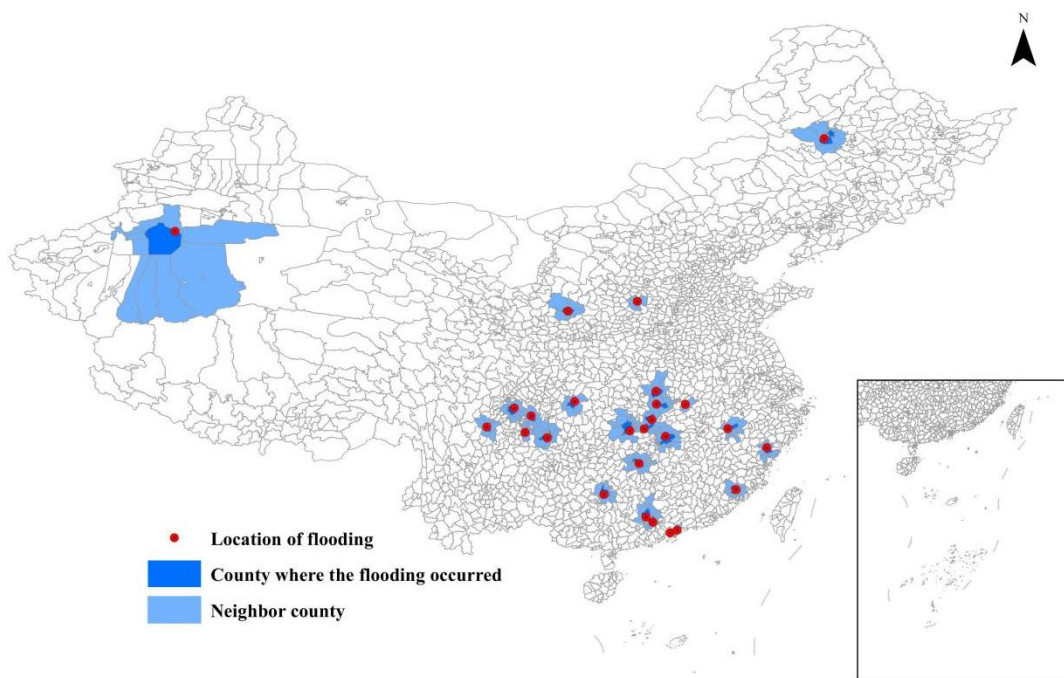 N
Location of flooding
County where the flooding occurred
Neighbor county